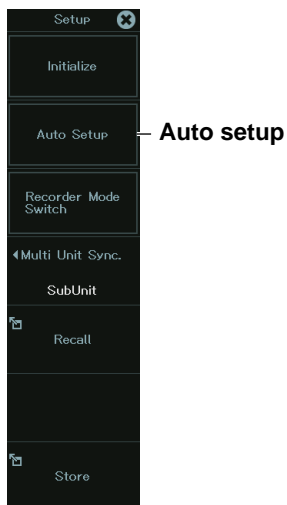 Setup
Initialize
Auto Setup
Auto setup
Recorder Mode
Switch
Multi Unit Sync.
SubUnit
Recall
Store